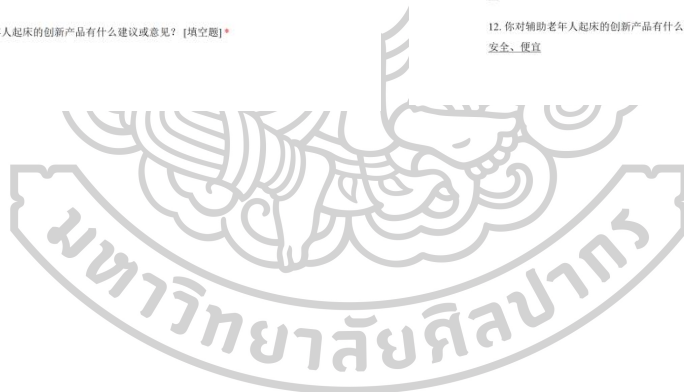 人起床的创新产品有什么建议或意见？ [填空题] *
12. 你对辅助老年人起床的创新产品有什么
安全、便宜
มหาวิทยาลัยศิลปากร